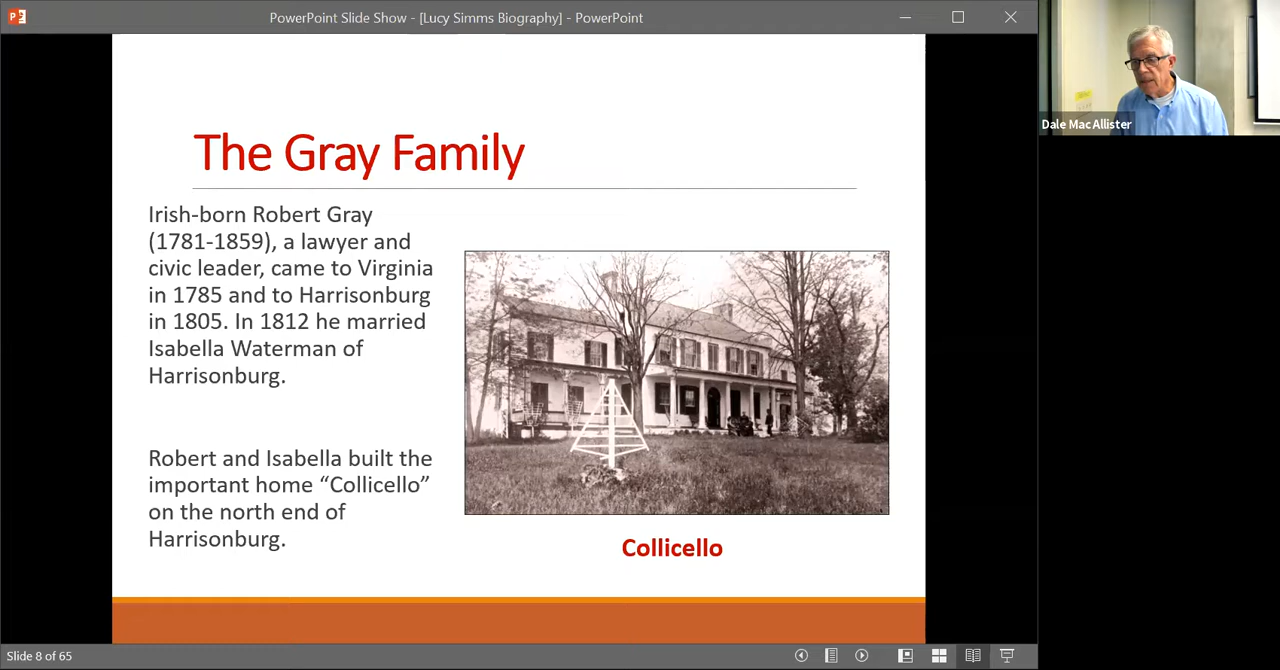 PowerPoint Slide Show - [Lucy Simms Biography] - PowerPoint
Dale Mac Allister
The Gray Family
Irish-born Robert Gray
(1781-1859), a lawyer and
civic leader, came to Virginia
in 1785 and to Harrisonburg
in 1805. In 1812 he married
Isabella Waterman of
Harrisonburg.
Robert and Isabella built the
important home “Collicello”
on the north end of
Harrisonburg.
Collicello
Slide 8 of 65